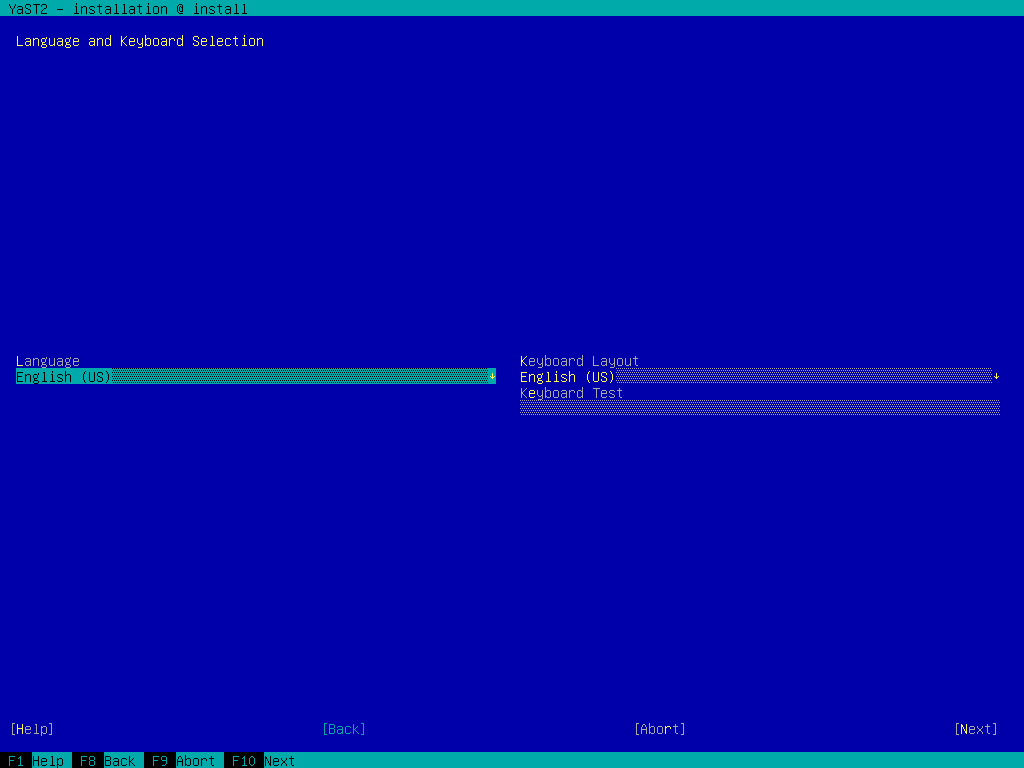 YaST2 - installation @ install
Language and Keyboard Selection
Language
English (US)
Keyboard Layout
English (US)
Keyboard Test
[Help] [Back] [Abort] [Next]
F1 Help F8 Back F9 Abort F10 Next